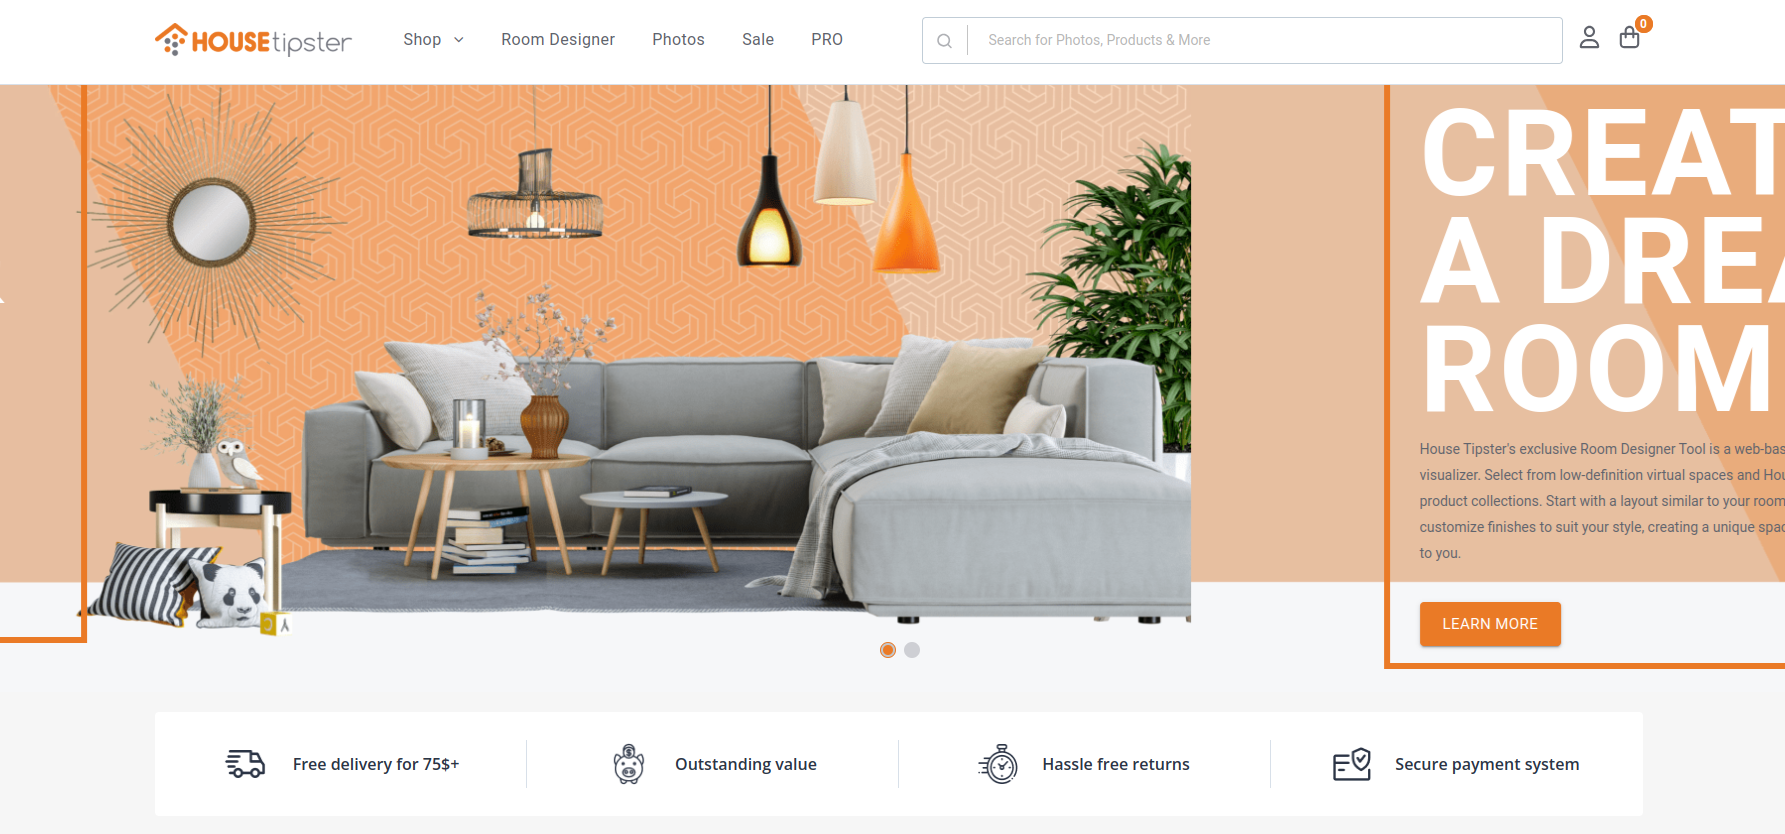 HOUSEtipster
Shop
Room Designer
Photos
Sale
PRO
Search for Photos, Products & More
0
CREAT
A DREA
ROOM
House Tipster's exclusive Room Designer Tool is a web-bas
visualizer. Select from low-definition virtual spaces and Hou
product collections. Start with a layout similar to your room
customize finishes to suit your style, creating a unique spac
to you.
LEARN MORE
Free delivery for 75$+
Outstanding value
Hassle free returns
Secure payment system